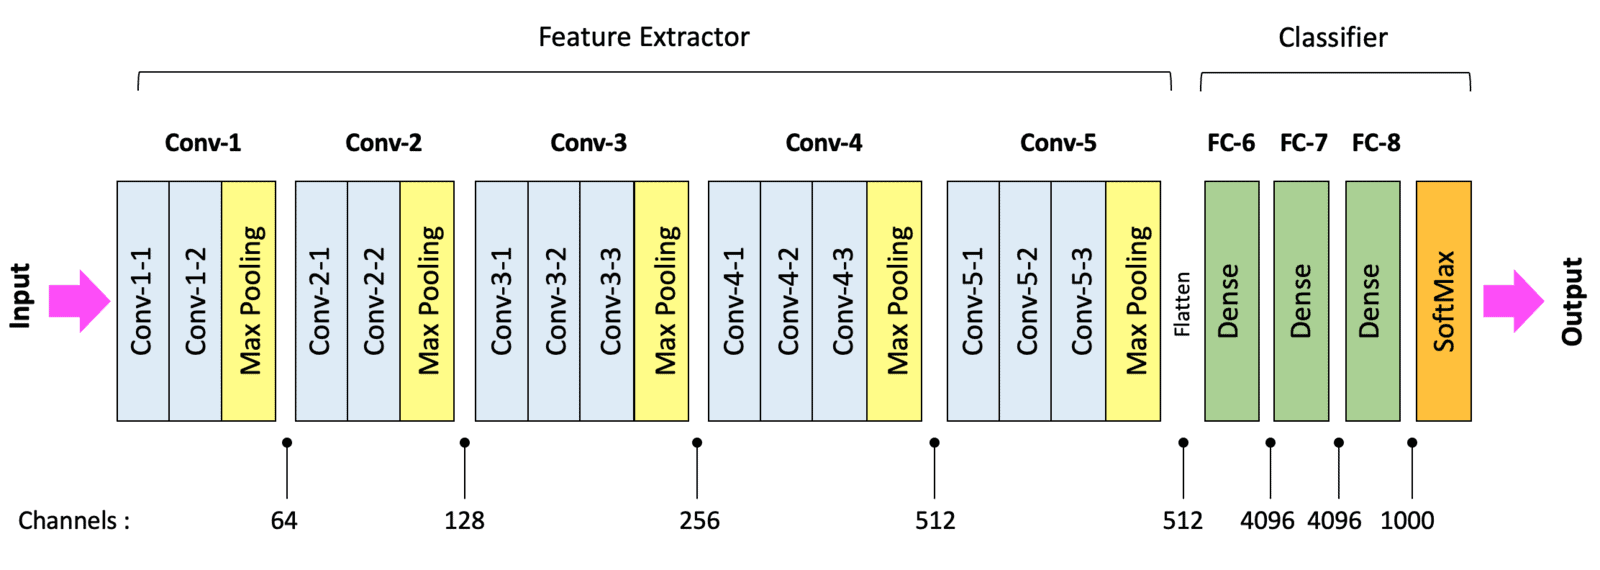 Feature Extractor
Classifier
Conv-1
Conv-2
Conv-3
Conv-4
Conv-5
FC-6
FC-7
FC-8
Input
Conv-1-1
Conv-1-2
Max Pooling
Conv-2-1
Conv-2-2
Max Pooling
Conv-3-1
Conv-3-2
Conv-3-3
Max Pooling
Conv-4-1
Conv-4-2
Conv-4-3
Max Pooling
Conv-5-1
Conv-5-2
Conv-5-3
Max Pooling
Flatten
Dense
Dense
Dense
SoftMax
Output
Channels : 64 128 256 512 512 4096 4096 1000